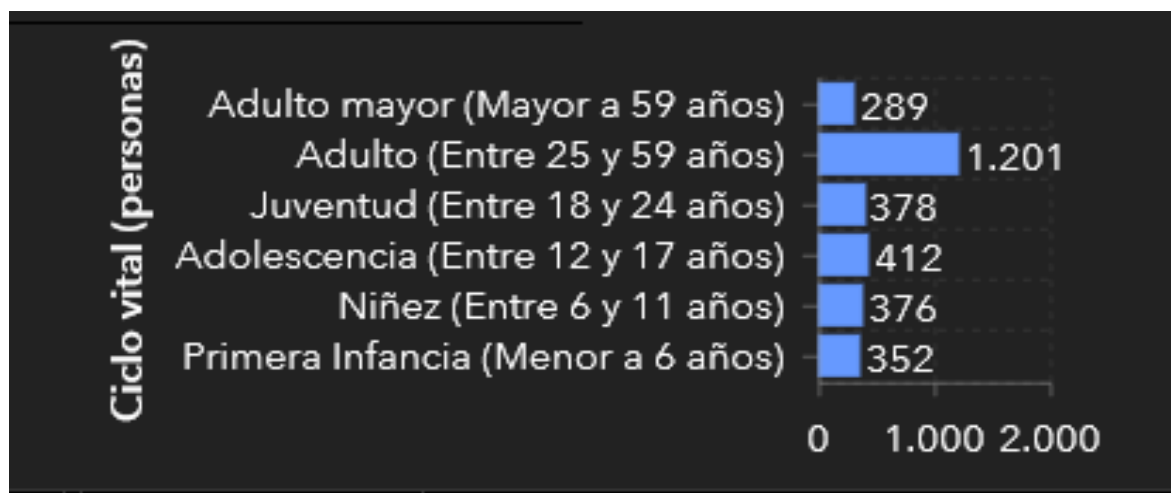 Ciclo vital (personas)
Adulto mayor (Mayor a 59 años) 289
Adulto (Entre 25 y 59 años) 1.201
Juventud (Entre 18 y 24 años) 378
Adolescencia (Entre 12 y 17 años) 412
Niñez (Entre 6 y 11 años) 376
Primera Infancia (Menor a 6 años) 352
0 1.000 2.000